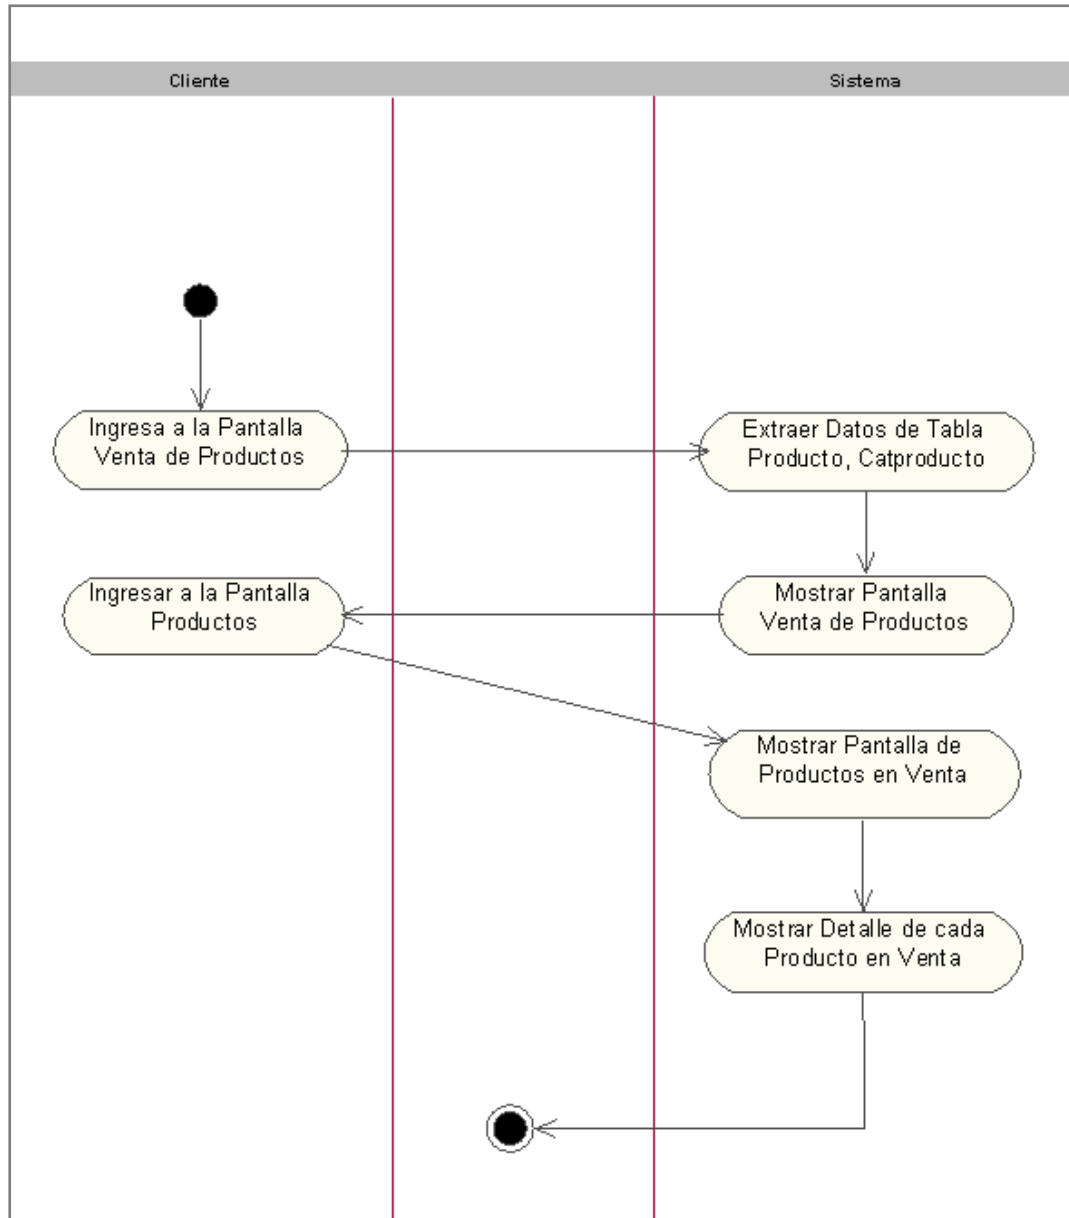 Cliente
Sistema
Ingresa a la Pantalla
Venta de Productos
Extraer Datos de Tabla
Producto, Catproducto
Ingresar a la Pantalla
Productos
Mostrar Pantalla
Venta de Productos
Mostrar Pantalla de
Productos en Venta
Mostrar Detalle de cada
Producto en Venta